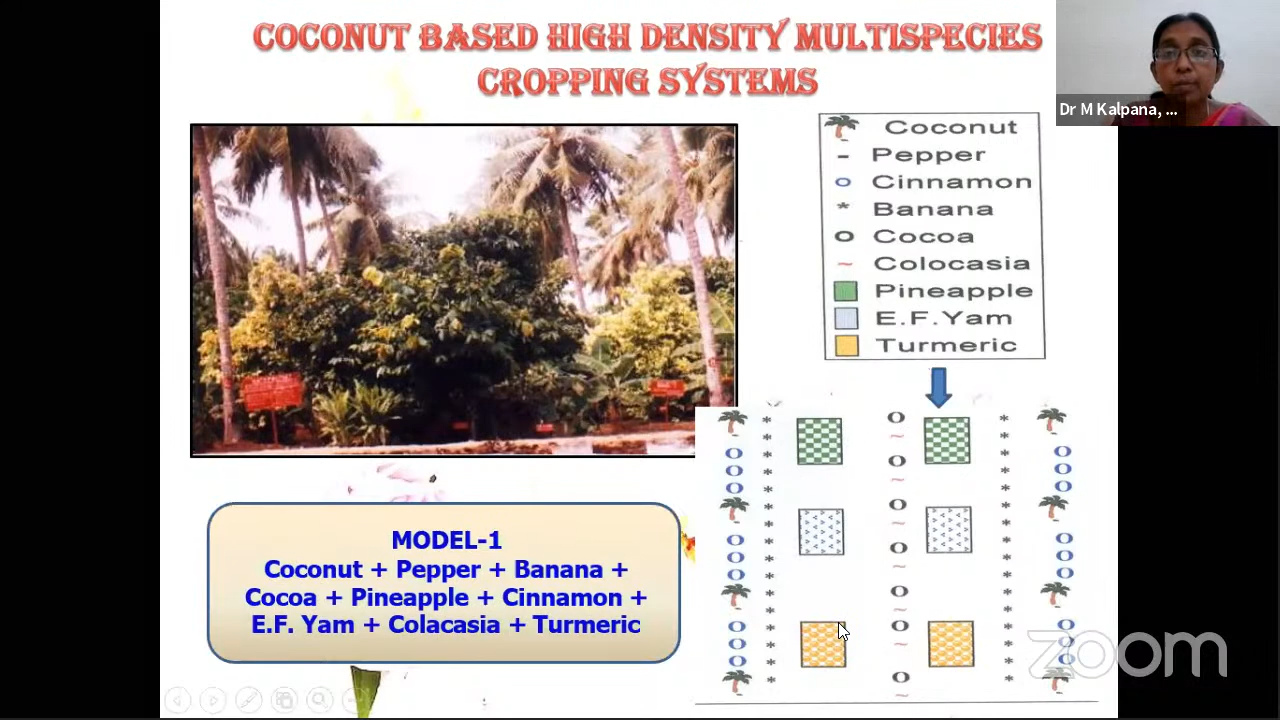 COCONUT BASED HIGH DENSITY MULTISPECIES
CROPPING SYSTEMS
Dr M Kalpana, ...
Coconut
Pepper
Cinnamon
Banana
Cocoa
Colocasia
Pineapple
E.F.Yam
Turmeric
MODEL-1
Coconut + Pepper + Banana +
Cocoa + Pineapple + Cinnamon +
E.F. Yam + Colacasia + Turmeric
zoom